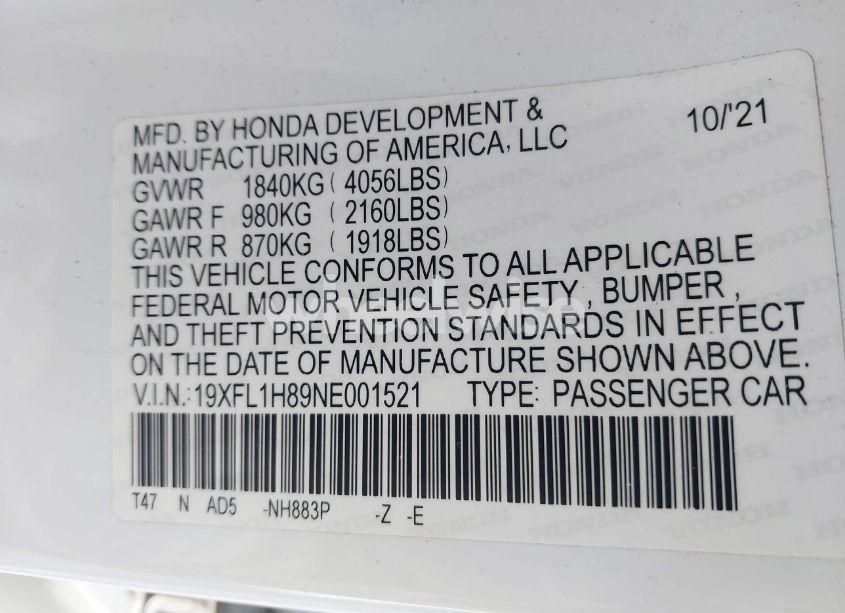 MFD. BY HONDA DEVELOPMENT &
MANUFACTURING OF AMERICA, LLC 10/'21
GVWR 1840KG ( 4056LBS)
GAWR F 980KG ( 2160LBS)
GAWR R 870KG ( 1918LBS)
THIS VEHICLE CONFORMS TO ALL APPLICABLE
FEDERAL MOTOR VEHICLE SAFETY , BUMPER ,
AND THEFT PREVENTION STANDARDS IN EFFECT
ON THE DATE OF MANUFACTURE SHOWN ABOVE.
V.I.N.:19XFL1H89NE001521 TYPE: PASSENGER CAR
T47 N AD5 -NH883P -Z -E